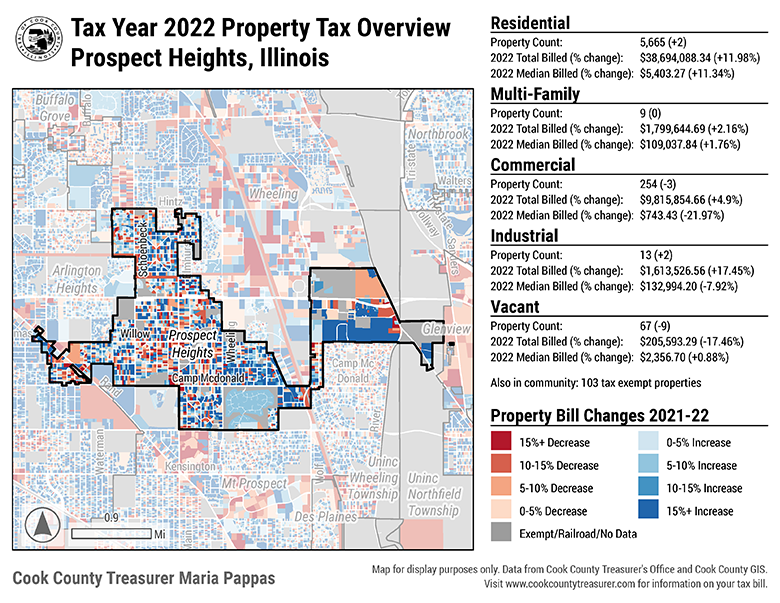 Tax Year 2022 Property Tax Overview
Prospect Heights, Illinois
Residential
Property Count: 5,665 (+2)
2022 Total Billed (% change): $38,694,088.34 (+11.98%)
2022 Median Billed (% change): $5,403.27 (+11.34%)
Multi-Family
Property Count: 9 (0)
2022 Total Billed (% change): $1,799,644.69 (+2.16%)
2022 Median Billed (% change): $109,037.84 (+1.76%)
Commercial
Property Count: 254 (-3)
2022 Total Billed (% change): $9,815,854.66 (+4.9%)
2022 Median Billed (% change): $743.43 (-21.97%)
Industrial
Property Count: 13 (+2)
2022 Total Billed (% change): $1,613,526.56 (+17.45%)
2022 Median Billed (% change): $132,994.20 (-7.92%)
Vacant
Property Count: 67 (-9)
2022 Total Billed (% change): $205,593.29 (-17.46%)
2022 Median Billed (% change): $2,356.70 (+0.88%)
Also in community: 103 tax exempt properties
Property Bill Changes 2021-22
15%+ Decrease
10-15% Decrease
5-10% Decrease
0-5% Decrease
Exempt/Railroad/No Data
0-5% Increase
5-10% Increase
10-15% Increase
15%+ Increase
Buffalo
Grove
Buffalo
Northbrook
Tri state
Walters
Wheeling
Hintz
Schoenbeck
Tollway
Sanders
Arlington
Heights
Willow
Prospect
Heights
Wheeling
Glenview
Camp Mcdonald
Camp Mc
Donald
Rand
River
Waterman
Kensington
Wolf
Mt Prospect
Uninc
Wheeling
Township
Uninc
Northfield
Township
Des Plaines
Main
0.9
Mi
Cook County Treasurer Maria Pappas
Map for display purposes only. Data from Cook County Treasurer's Office and Cook County GIS.
Visit www.cookcountytreasurer.com for information on your tax bill.